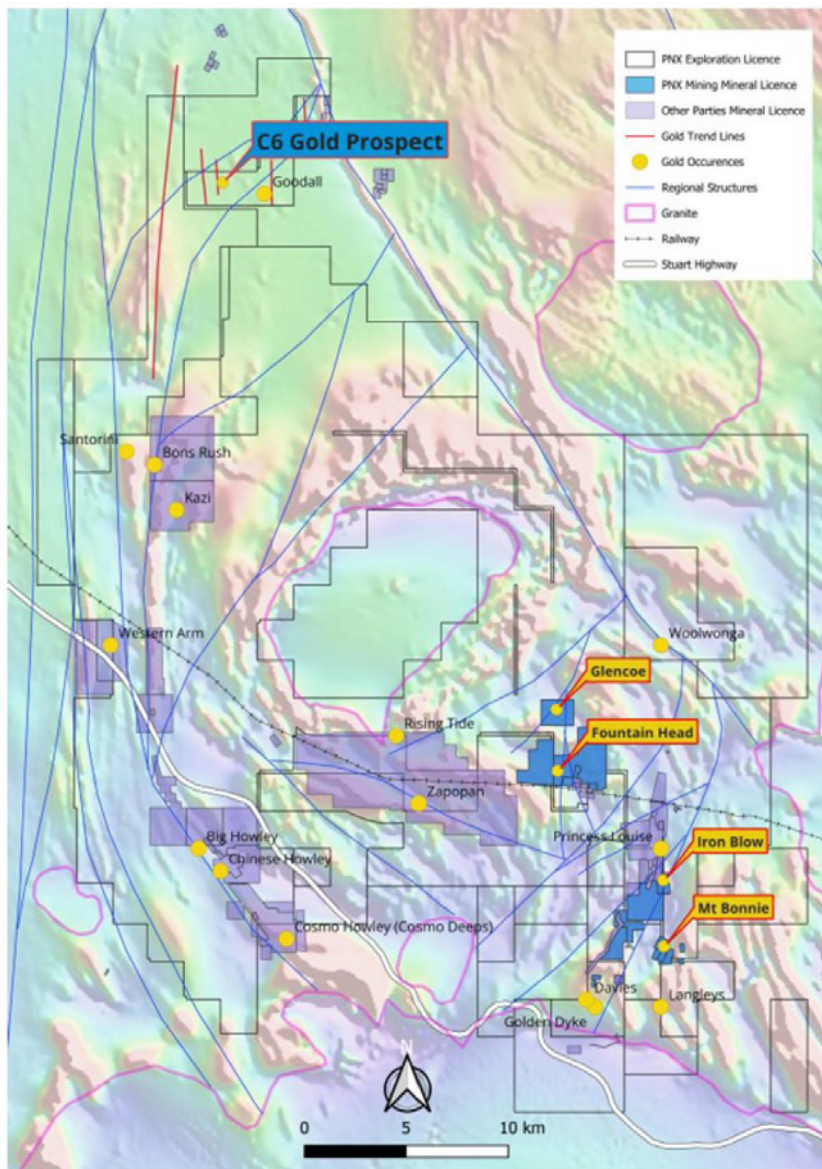 PNX Exploration Licence
PNX Mining Mineral Licence
Other Parties Mineral Licence
Gold Trend Lines
Gold Occurences
Regional Structures
Granite
Railway
Stuart Highway
C6 Gold Prospect
Goodall
Santorini
Bons Rush
Kazi
Western Arm
Woolwonga
Glencoe
Rising Tide
Fountain Head
Zapopan
Big Howley
Princess Louise
Iron Blow
Chinese Howley
Cosmo Howley (Cosmo Deeps)
Mt Bonnie
Davies
Golden Dyke
Langleys
N
0 5 10 km